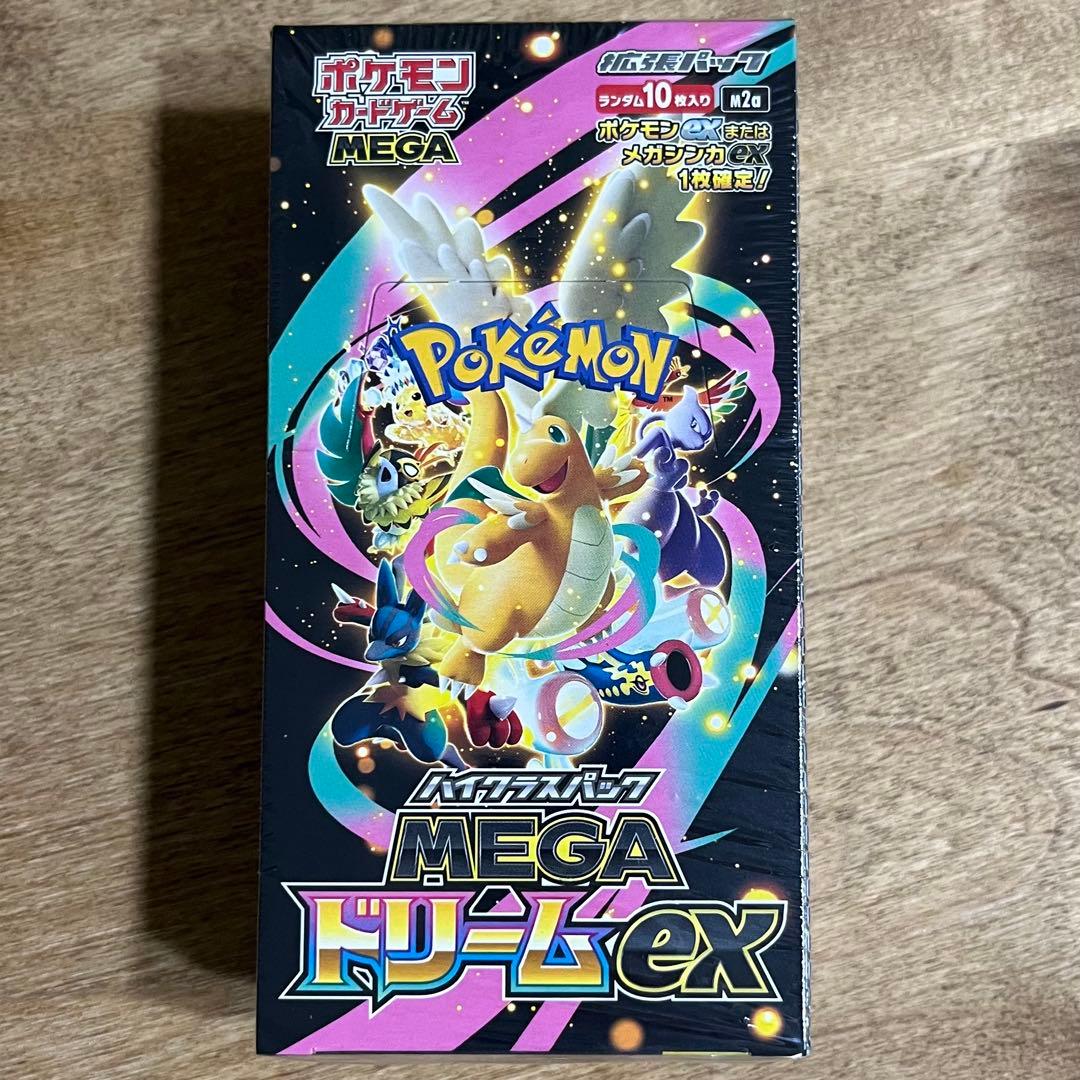 ポケモン
カードゲーム™
MEGA
拡張パック
ランダム10枚入り M2a
ポケモンexまたは
メガシンカex
1枚確定!
POKéMON™
ハイクラスパック
MEGA
ドリームex